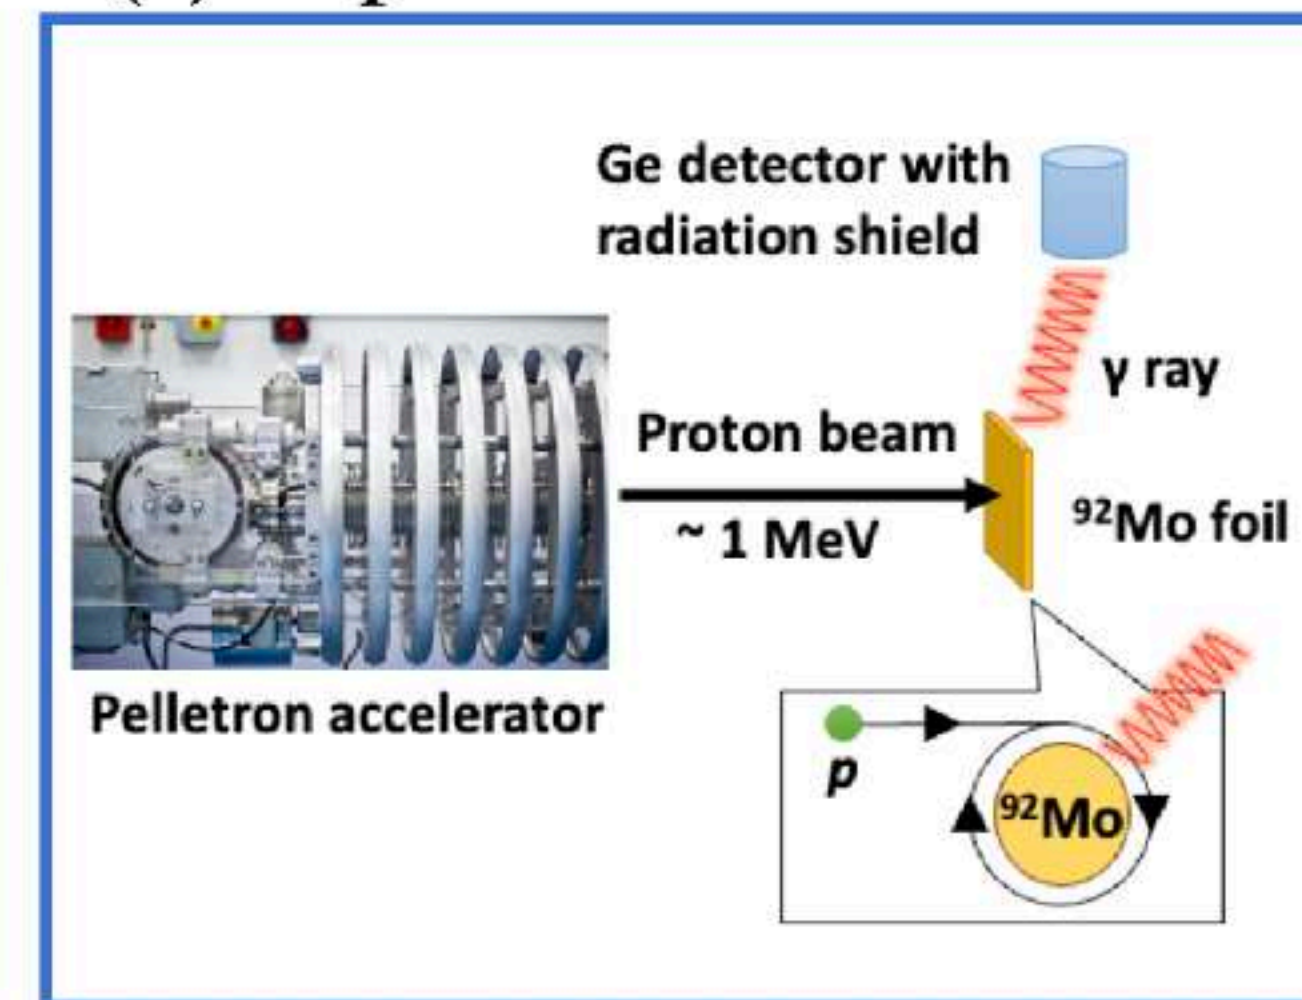 Ge detector with
radiation shield
γ ray
Proton beam
~ 1 MeV
⁹²Mo foil
Pelletron accelerator
p
⁹²Mo